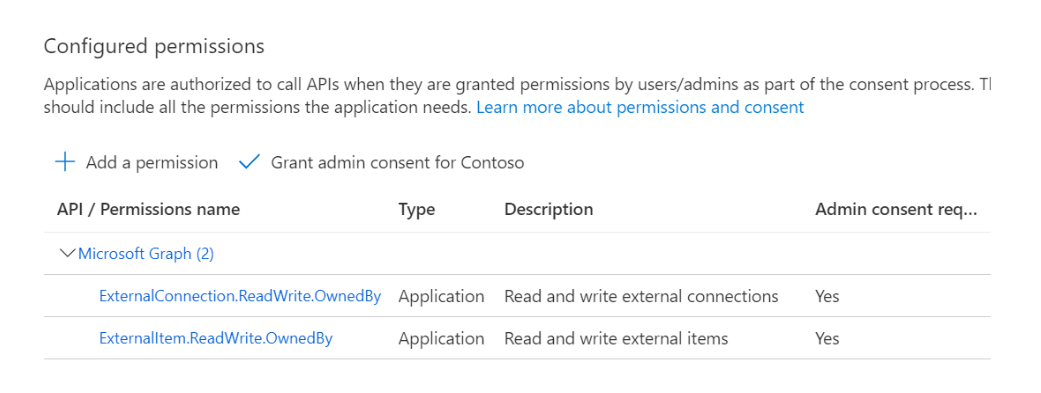 Configured permissions
Applications are authorized to call APIs when they are granted permissions by users/admins as part of the consent process.
should include all the permissions the application needs. Learn more about permissions and consent
Add a permission Grant admin consent for Contoso
API / Permissions name Type Description Admin consent req...
Microsoft Graph (2)
ExternalConnection.ReadWrite.OwnedBy Application Read and write external connections Yes
ExternalItem.ReadWrite.OwnedBy Application Read and write external items Yes